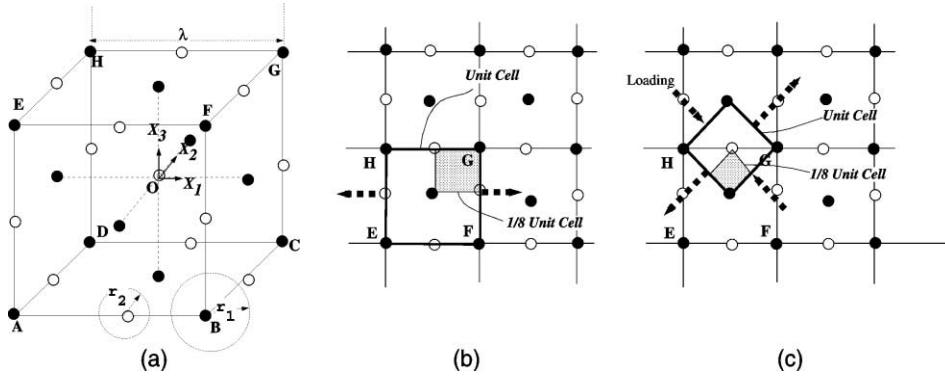 λ
H
G
E
F
X3
X2
O
X1
D
C
r2
r1
A
B
(a)
Unit Cell
H
G
1/8 Unit Cell
E
F
(b)
Loading
Unit Cell
H
G
1/8 Unit Cell
E
F
(c)